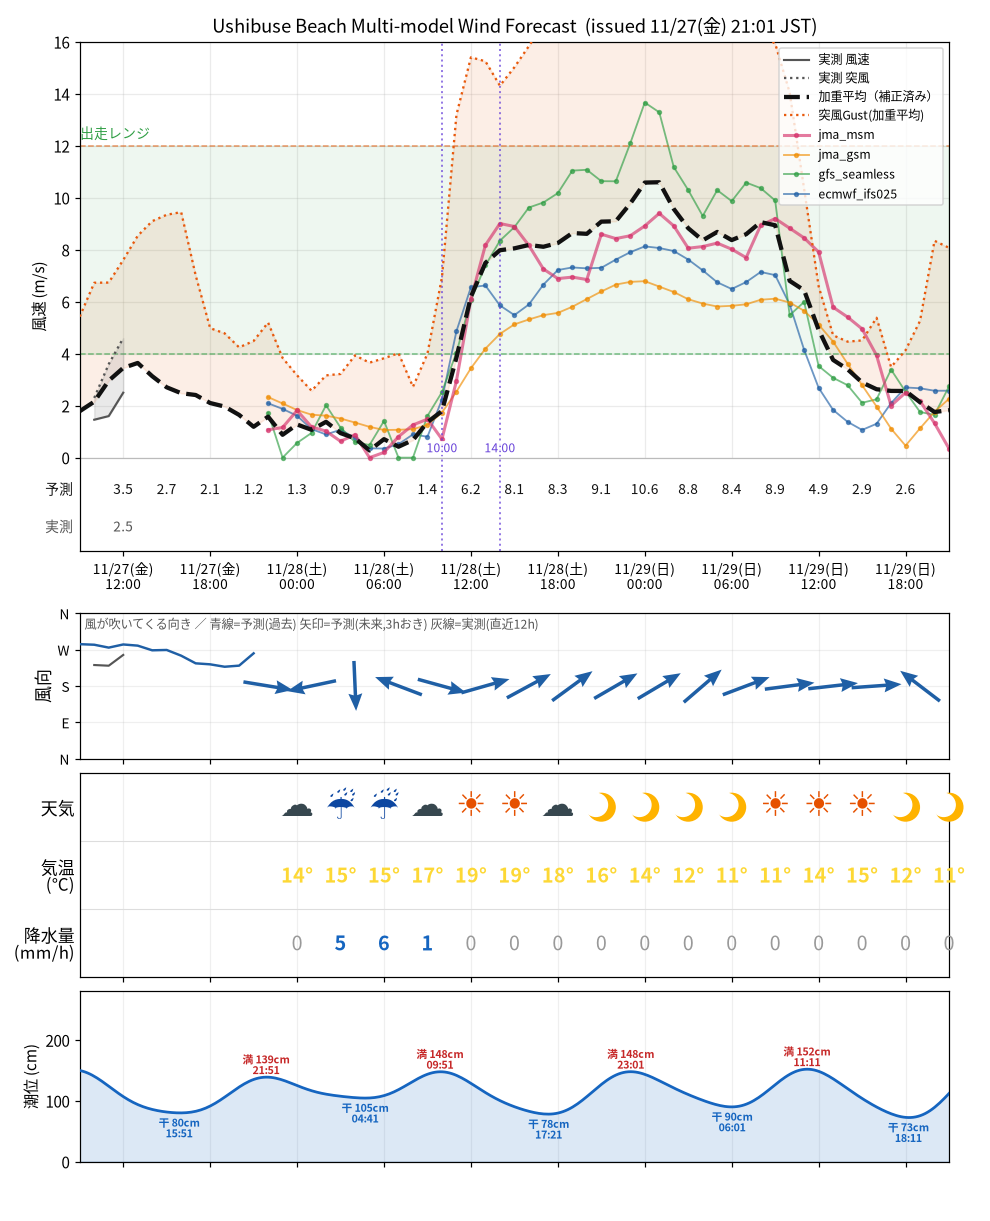 Ushibuse Beach Multi-model Wind Forecast (issued 11/27(金) 21:01 JST)
16
14
12
10
8
6
4
2
0
風速 (m/s)
出走レンジ
実測 風速
実測 突風
加重平均（補正済み）
突風Gust(加重平均)
jma_msm
jma_gsm
gfs_seamless
ecmwf_ifs025
10:00 14:00
予測 3.5 2.7 2.1 1.2 1.3 0.9 0.7 1.4 6.2 8.1 8.3 9.1 10.6 8.8 8.4 8.9 4.9 2.9 2.6
実測 2.5
11/27(金) 11/27(金) 11/28(土) 11/28(土) 11/28(土) 11/28(土) 11/29(日) 11/29(日) 11/29(日) 11/29(日)
12:00 18:00 00:00 06:00 12:00 18:00 00:00 06:00 12:00 18:00
風向
N
W
S
E
N
風が吹いてくる向き ／ 青線=予測(過去) 矢印=予測(未来,3hおき) 灰線=実測(直近12h)
天気
気温
(°C)
14° 15° 15° 17° 19° 19° 18° 16° 14° 12° 11° 11° 14° 15° 12° 11°
降水量
(mm/h)
0 5 6 1 0 0 0 0 0 0 0 0 0 0 0 0
潮位 (cm)
200
100
0
満 139cm
21:51
満 148cm
09:51
満 148cm
23:01
満 152cm
11:11
干 80cm
15:51
干 105cm
04:41
干 78cm
17:21
干 90cm
06:01
干 73cm
18:11